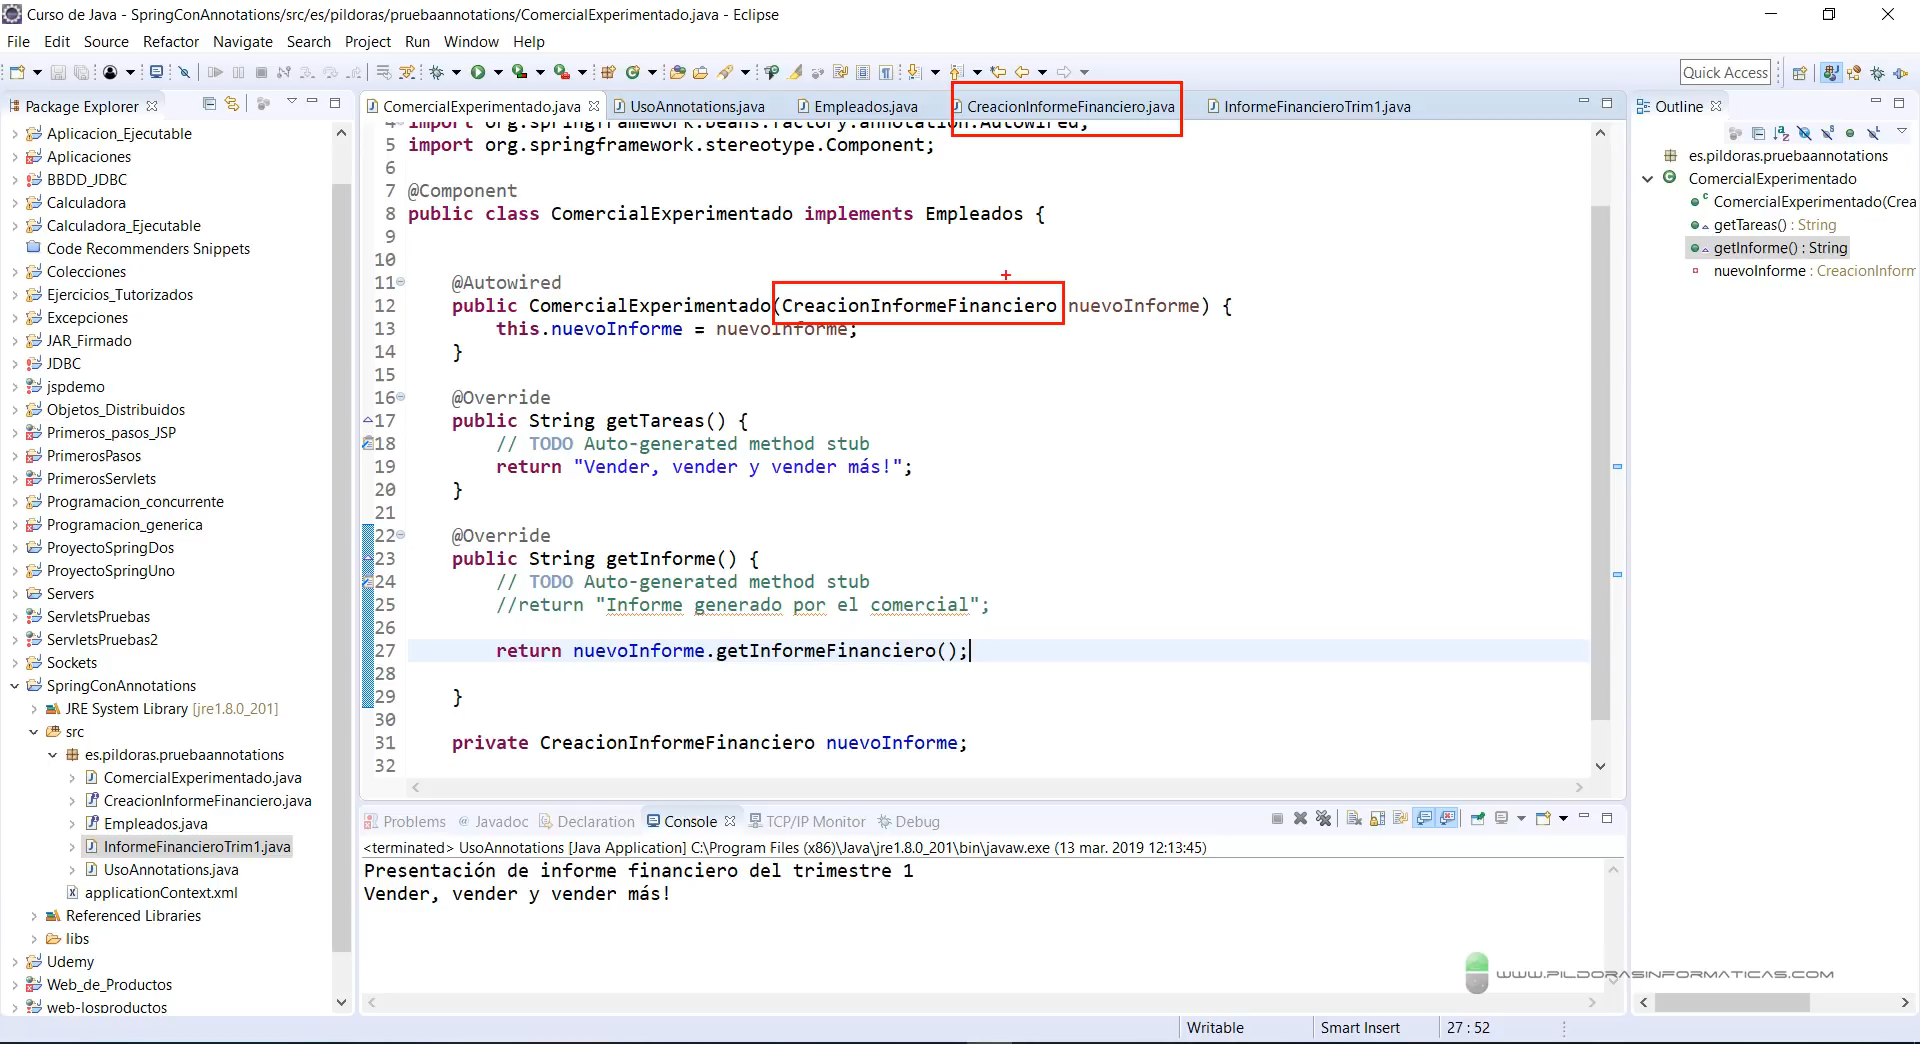 Curso de Java - SpringConAnnotations/src/es/pildoras/pruebaannotations/ComercialExperimentado.java - Eclipse
File Edit Source Refactor Navigate Search Project Run Window Help
Quick Access
Package Explorer
Aplicacion_Ejecutable
Aplicaciones
BBDD_JDBC
Calculadora
Calculadora_Ejecutable
Code Recommenders Snippets
Colecciones
Ejercicios_Tutorizados
Excepciones
JAR_Firmado
JDBC
jspdemo
Objetos_Distribuidos
Primeros_pasos_JSP
PrimerosPasos
PrimerosServlets
Programacion_concurrente
Programacion_generica
ProyectoSpringDos
ProyectoSpringUno
Servers
ServletsPruebas
ServletsPruebas2
Sockets
SpringConAnnotations
JRE System Library [jre1.8.0_201]
src
es.pildoras.pruebaannotations
ComercialExperimentado.java
CreacionInformeFinanciero.java
Empleados.java
InformeFinancieroTrim1.java
UsoAnnotations.java
applicationContext.xml
Referenced Libraries
libs
Udemy
Web_de_Productos
web-losproductos
ComercialExperimentado.java UsoAnnotations.java Empleados.java CreacionInformeFinanciero.java InformeFinancieroTrim1.java
4 import org.springframework.beans.factory.annotation.Autowired;
5 import org.springframework.stereotype.Component;
6
7 @Component
8 public class ComercialExperimentado implements Empleados {
9
10
11 @Autowired
12 public ComercialExperimentado(CreacionInformeFinanciero nuevoInforme) {
13 this.nuevoInforme = nuevoInforme;
14 }
15
16 @Override
17 public String getTareas() {
18 // TODO Auto-generated method stub
19 return "Vender, vender y vender más!";
20 }
21
22 @Override
23 public String getInforme() {
24 // TODO Auto-generated method stub
25 //return "Informe generado por el comercial";
26
27 return nuevoInforme.getInformeFinanciero();
28
29 }
30
31 private CreacionInformeFinanciero nuevoInforme;
32
Problems Javadoc Declaration Console TCP/IP Monitor Debug
<terminated> UsoAnnotations [Java Application] C:\Program Files (x86)\Java\jre1.8.0_201\bin\javaw.exe (13 mar. 2019 12:13:45)
Presentación de informe financiero del trimestre 1
Vender, vender y vender más!
Outline
es.pildoras.pruebaannotations
ComercialExperimentado
ComercialExperimentado(Crea
getTareas() : String
getInforme() : String
nuevoInforme : CreacionInform
www.pildorasinformaticas.com
Writable Smart Insert 27 : 52